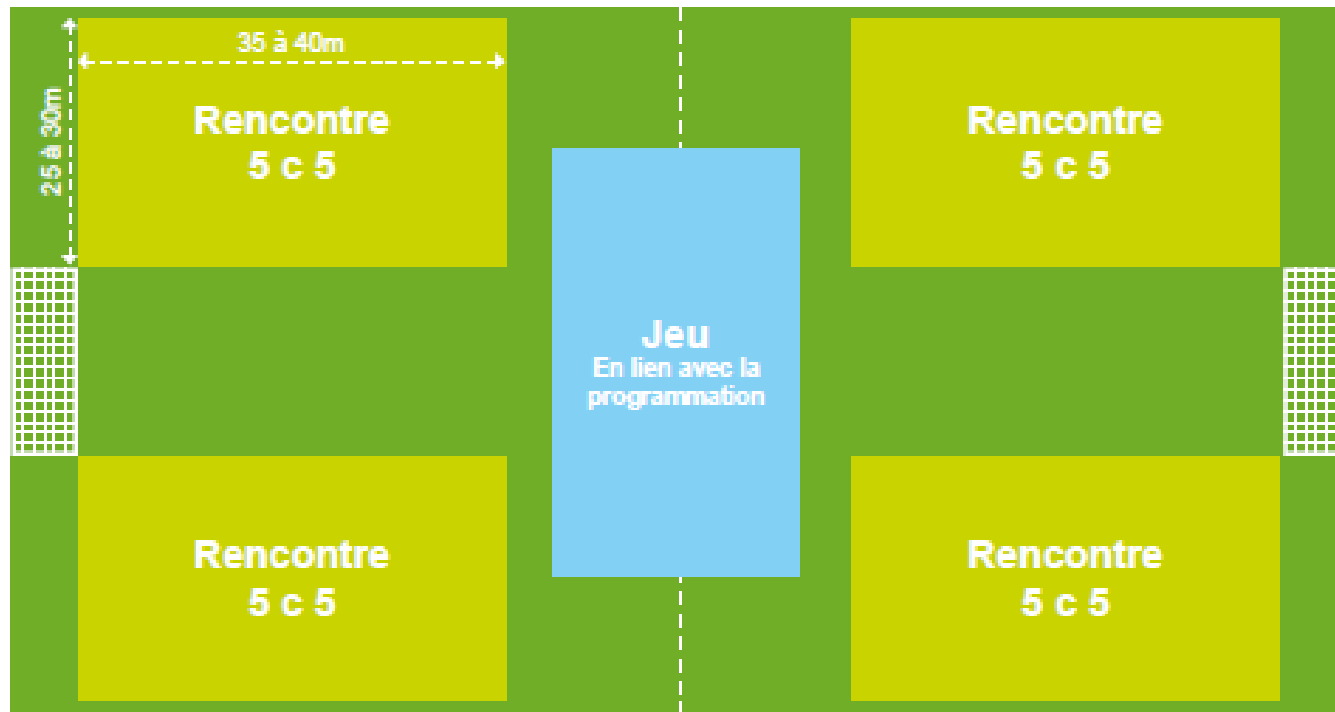 35 à 40m
25 à 30m
Rencontre
5 c 5
Rencontre
5 c 5
Jeu
En lien avec la
programmation
Rencontre
5 c 5
Rencontre
5 c 5